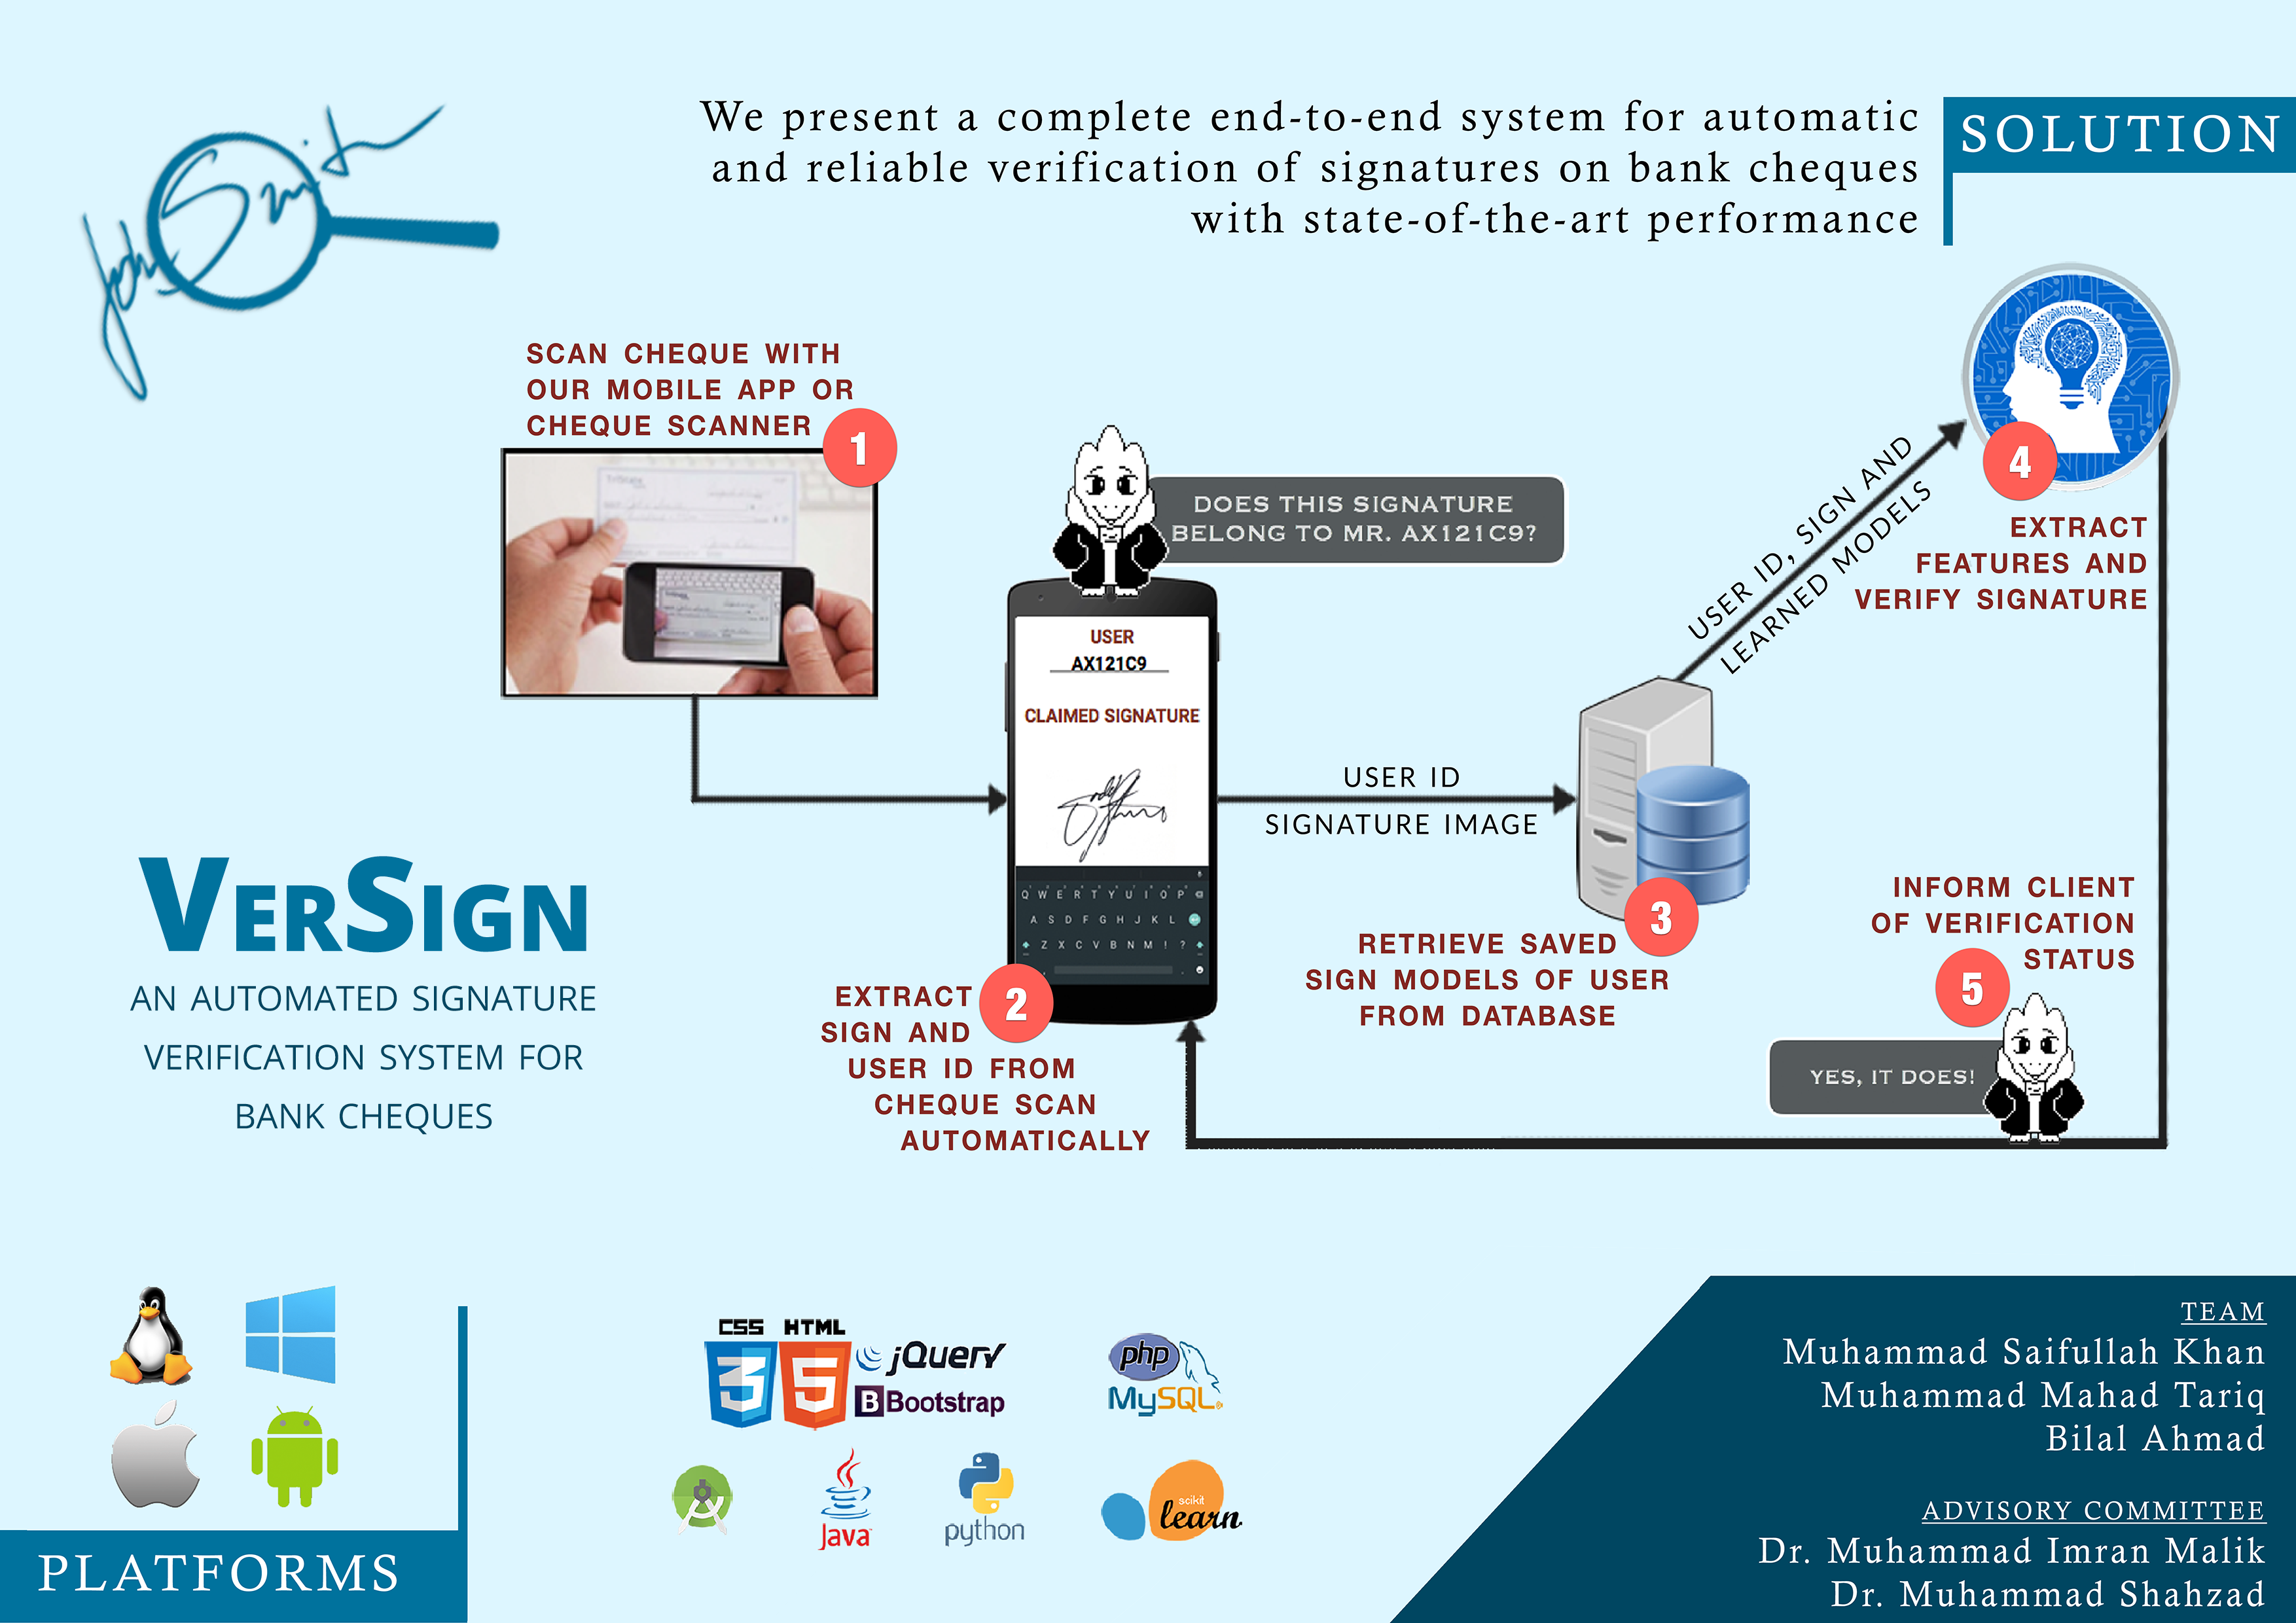 John Smith
We present a complete end-to-end system for automatic
and reliable verification of signatures on bank cheques
with state-of-the-art performance
SOLUTION
SCAN CHEQUE WITH
OUR MOBILE APP OR
CHEQUE SCANNER
1
DOES THIS SIGNATURE
BELONG TO MR. AX121C9?
USER
AX121C9
CLAIMED SIGNATURE
Q W E R T Y U I O P
A S D F G H J K L
Z X C V B N M ! ?
EXTRACT
SIGN AND
USER ID FROM
CHEQUE SCAN
AUTOMATICALLY
2
USER ID
SIGNATURE IMAGE
RETRIEVE SAVED
SIGN MODELS OF USER
FROM DATABASE
3
USER ID, SIGN AND
LEARNED MODELS
4
EXTRACT
FEATURES AND
VERIFY SIGNATURE
INFORM CLIENT
OF VERIFICATION
STATUS
5
YES, IT DOES!
VERSIGN
AN AUTOMATED SIGNATURE
VERIFICATION SYSTEM FOR
BANK CHEQUES
PLATFORMS
CSS HTML
3 5
jQuery
B Bootstrap
php
MySQL
Java
python
scikit
learn
TEAM
Muhammad Saifullah Khan
Muhammad Mahad Tariq
Bilal Ahmad
ADVISORY COMMITTEE
Dr. Muhammad Imran Malik
Dr. Muhammad Shahzad